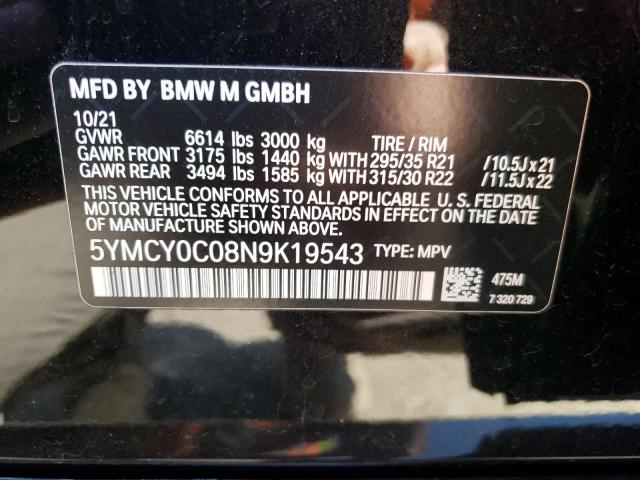 MFD BY BMW M GMBH
10/21
GVWR 6614 lbs 3000 kg TIRE / RIM
GAWR FRONT 3175 lbs 1440 kg WITH 295/35 R21 /10.5J x 21
GAWR REAR 3494 lbs 1585 kg WITH 315/30 R22 /11.5J x 22
THIS VEHICLE CONFORMS TO ALL APPLICABLE U. S. FEDERAL
MOTOR VEHICLE SAFETY STANDARDS IN EFFECT ON THE DATE
OF MANUFACTURE SHOWN ABOVE.
5YMCY0C08N9K19543 TYPE: MPV
475M
7 320 729